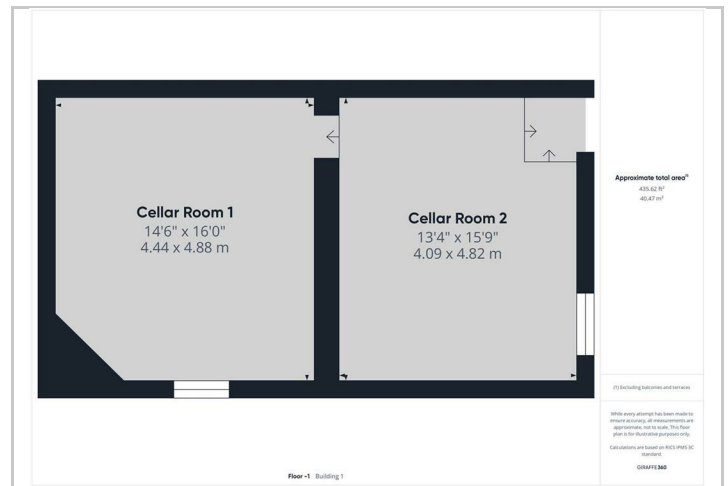 Cellar Room 1
14'6" x 16'0"
4.44 x 4.88 m
Cellar Room 2
13'4" x 15'9"
4.09 x 4.82 m
Approximate total area⁽¹⁾
435.62 ft²
40.47 m²
(1) Excluding balconies and terraces
While every attempt has been made to
ensure accuracy, all measurements are
approximate, not to scale. This floor
plan is for illustrative purposes only.
Calculations are based on RICS IPMS 3C
standard.
GIRAFFE360
Floor -1 Building 1